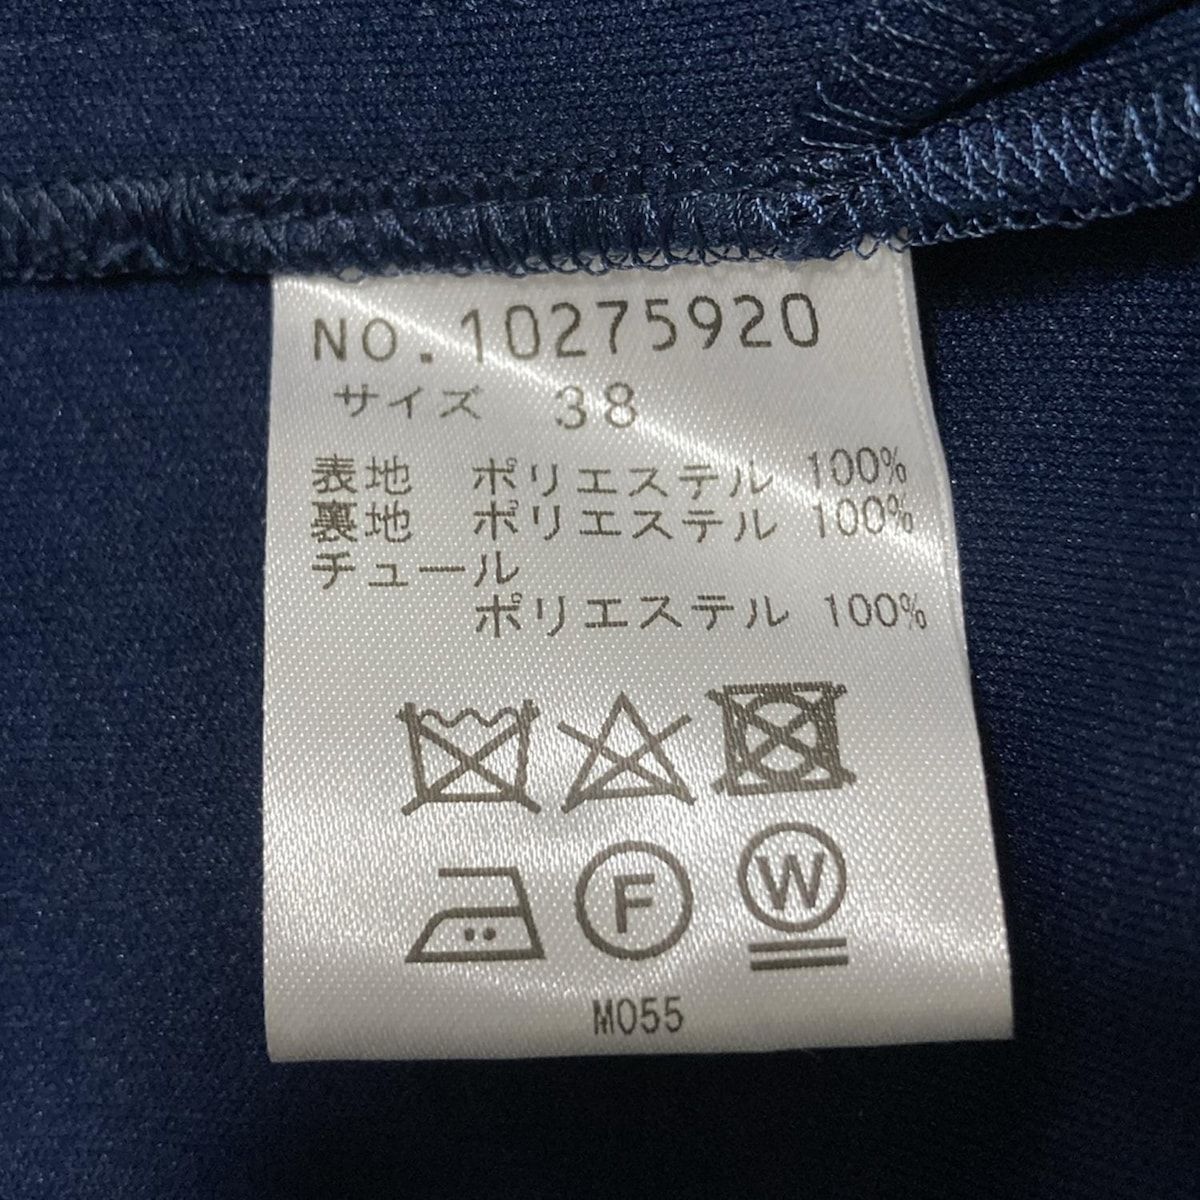 NO.10275920
サイズ 38
表地 ポリエステル 100%
裏地 ポリエステル 100%
チュール
ポリエステル 100%
F W
M055